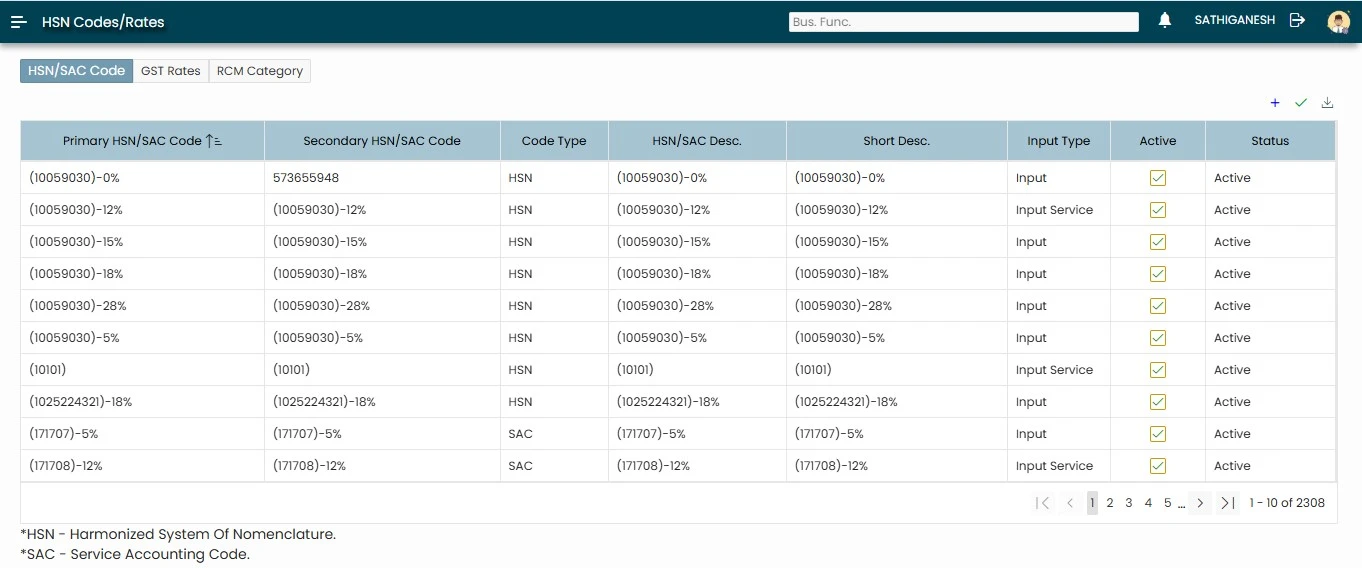 HSN Codes/Rates Bus. Func. SATHIGANESH
HSN/SAC Code GST Rates RCM Category
Primary HSN/SAC Code Secondary HSN/SAC Code Code Type HSN/SAC Desc. Short Desc. Input Type Active Status
(10059030)-0% 573655948 HSN (10059030)-0% (10059030)-0% Input Active
(10059030)-12% (10059030)-12% HSN (10059030)-12% (10059030)-12% Input Service Active
(10059030)-15% (10059030)-15% HSN (10059030)-15% (10059030)-15% Input Active
(10059030)-18% (10059030)-18% HSN (10059030)-18% (10059030)-18% Input Active
(10059030)-28% (10059030)-28% HSN (10059030)-28% (10059030)-28% Input Active
(10059030)-5% (10059030)-5% HSN (10059030)-5% (10059030)-5% Input Active
(10101) (10101) HSN (10101) (10101) Input Service Active
(1025224321)-18% (1025224321)-18% HSN (1025224321)-18% (1025224321)-18% Input Active
(171707)-5% (171707)-5% SAC (171707)-5% (171707)-5% Input Active
(171708)-12% (171708)-12% SAC (171708)-12% (171708)-12% Input Service Active
1 2 3 4 5 ... 1 - 10 of 2308
*HSN - Harmonized System Of Nomenclature.
*SAC - Service Accounting Code.